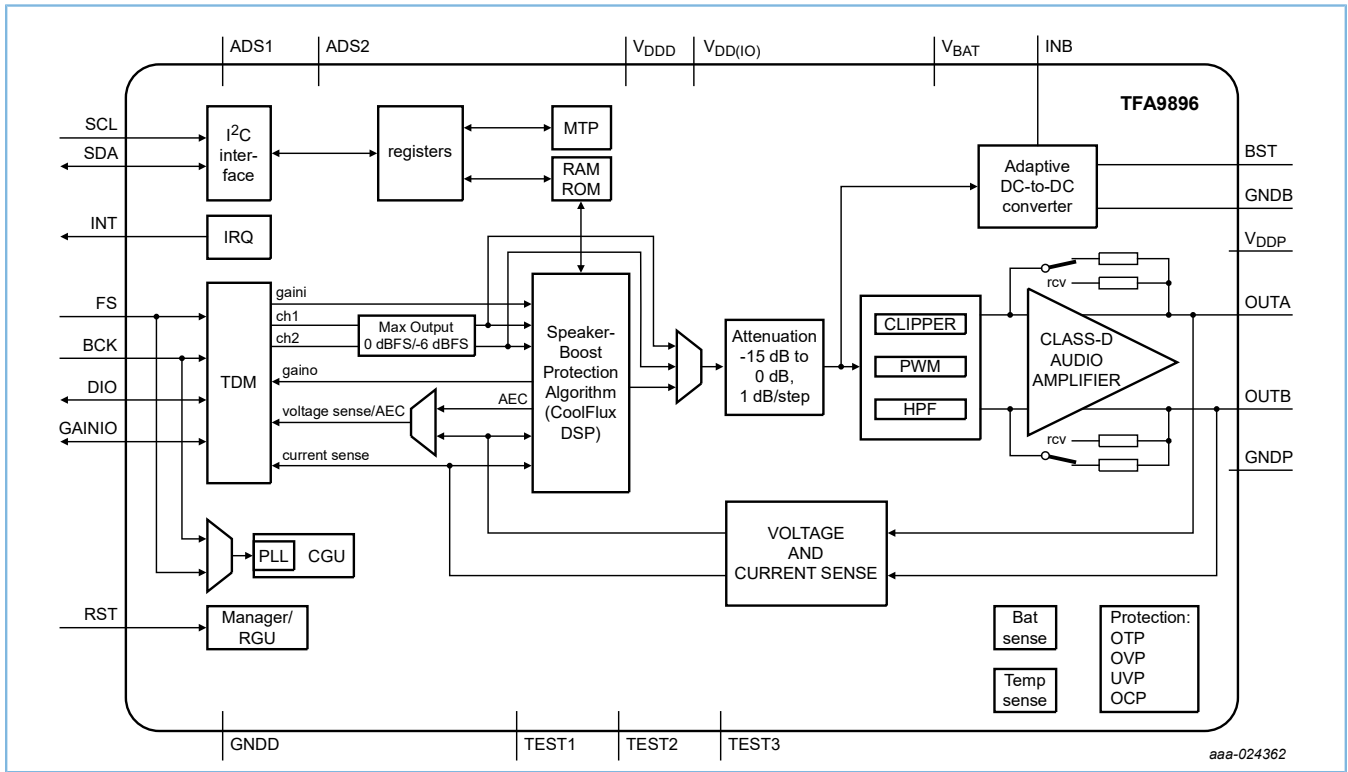 ADS1
ADS2
VDDD
VDD(IO)
VBAT
INB
TFA9896
SCL
SDA
I2C
inter-
face
registers
MTP
RAM
ROM
Adaptive
DC-to-DC
converter
BST
GNDB
INT
IRQ
VDDP
FS
BCK
DIO
GAINIO
TDM
gaini
ch1
ch2
Max Output
0 dBFS/-6 dBFS
gaino
voltage sense/AEC
AEC
current sense
Speaker-
Boost
Protection
Algorithm
(CoolFlux
DSP)
Attenuation
-15 dB to
0 dB,
1 dB/step
CLIPPER
PWM
HPF
rcv
CLASS-D
AUDIO
AMPLIFIER
rcv
OUTA
OUTB
GNDP
PLL
CGU
VOLTAGE
AND
CURRENT SENSE
RST
Manager/
RGU
Bat
sense
Temp
sense
Protection:
OTP
OVP
UVP
OCP
GNDD
TEST1
TEST2
TEST3
aaa-024362